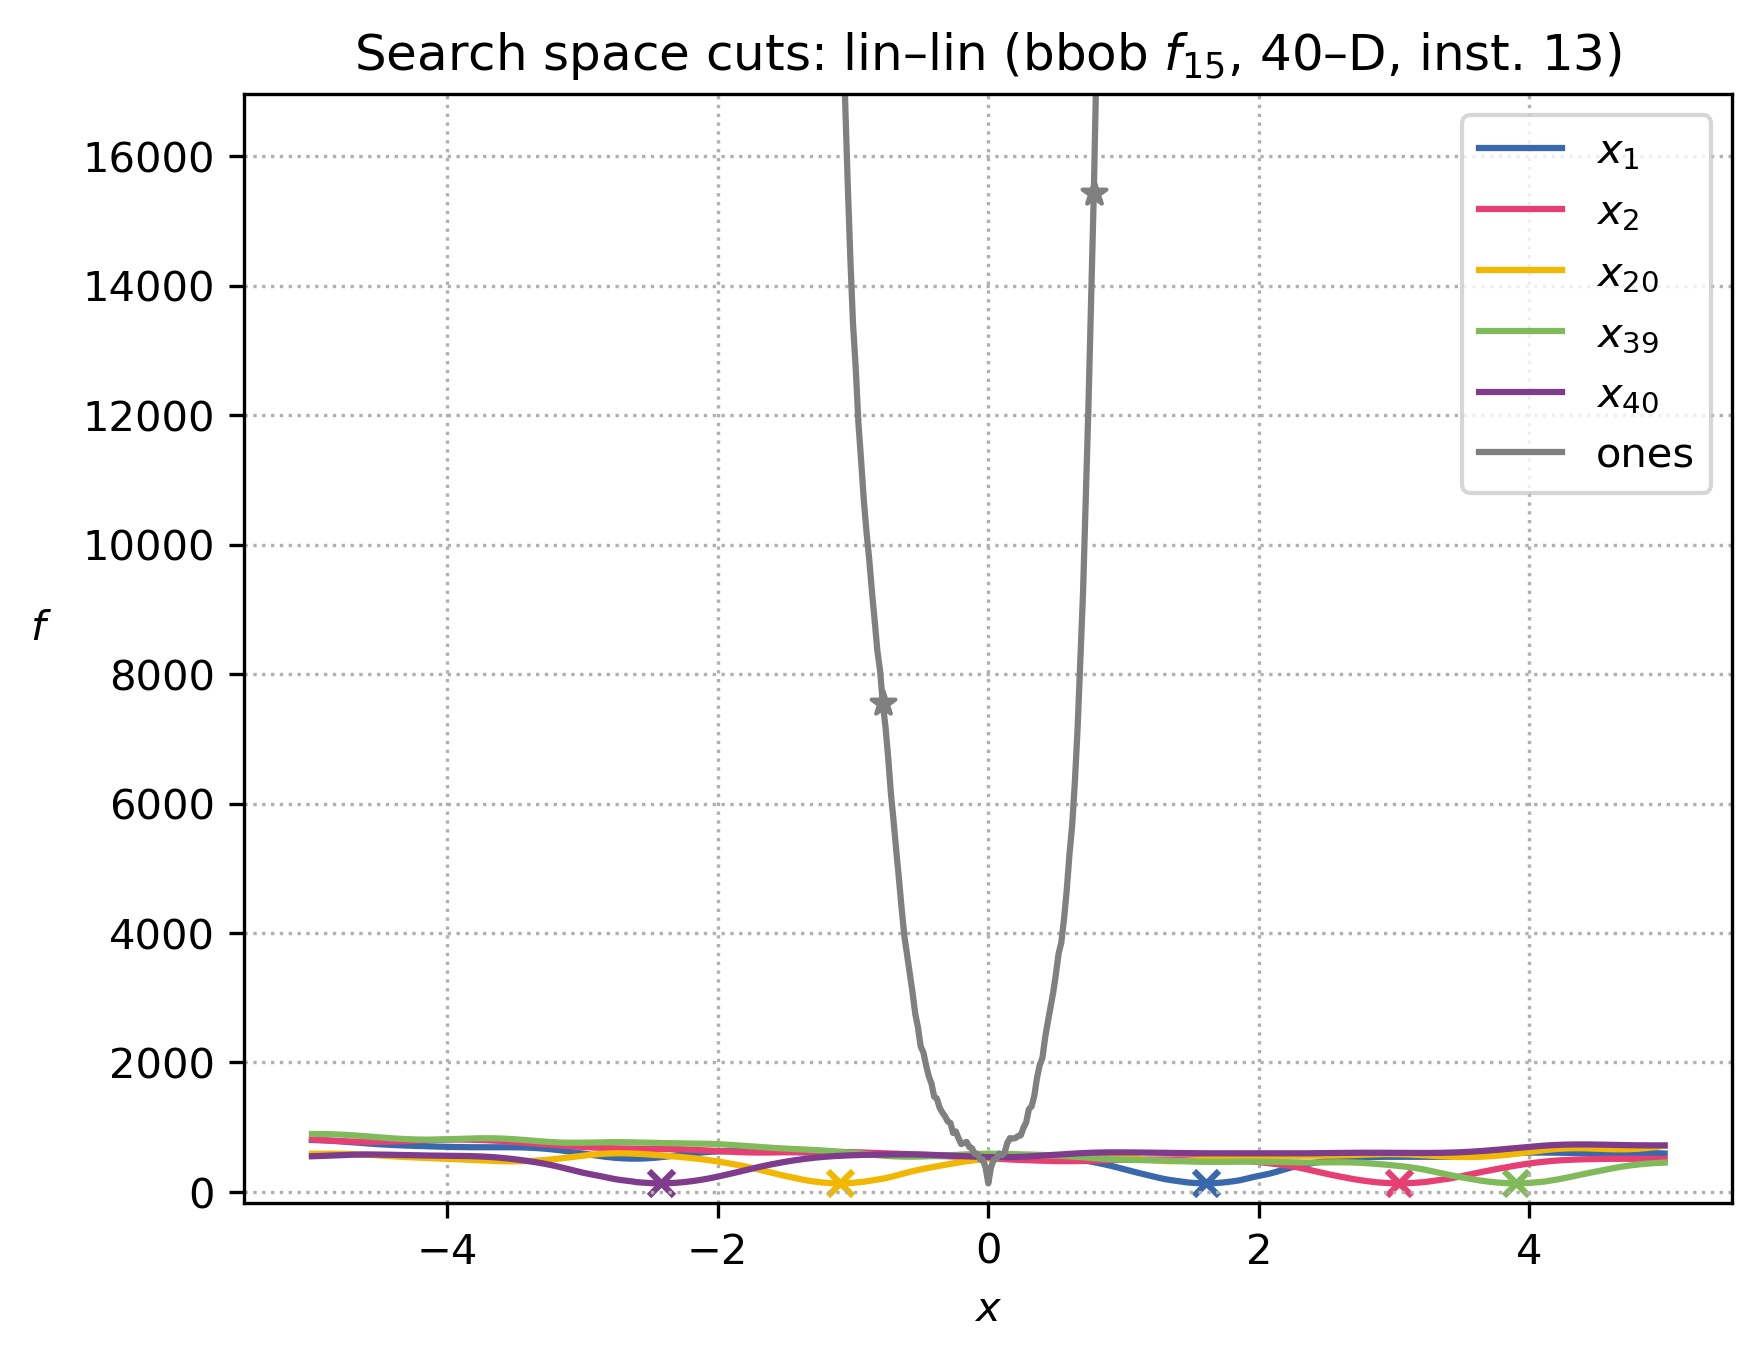 Search space cuts: lin–lin (bbob f15, 40–D, inst. 13)
16000
14000
12000
10000
8000
6000
4000
2000
0
f
−4
−2
0
2
4
x
x1
x2
x20
x39
x40
ones